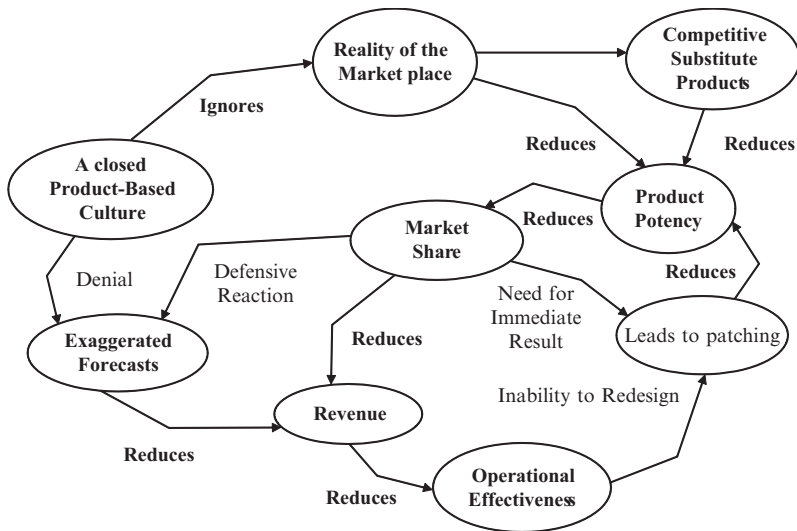 Reality of the
Market place
Competitive
Substitute
Products
Ignores
Reduces
Reduces
A closed
Product-Based
Culture
Product
Potency
Market
Share
Reduces
Denial
Defensive
Reaction
Reduces
Need for
Immediate
Result
Leads to patching
Exaggerated
Forecasts
Reduces
Revenue
Inability to Redesign
Reduces
Operational
Effectiveness
Reduces